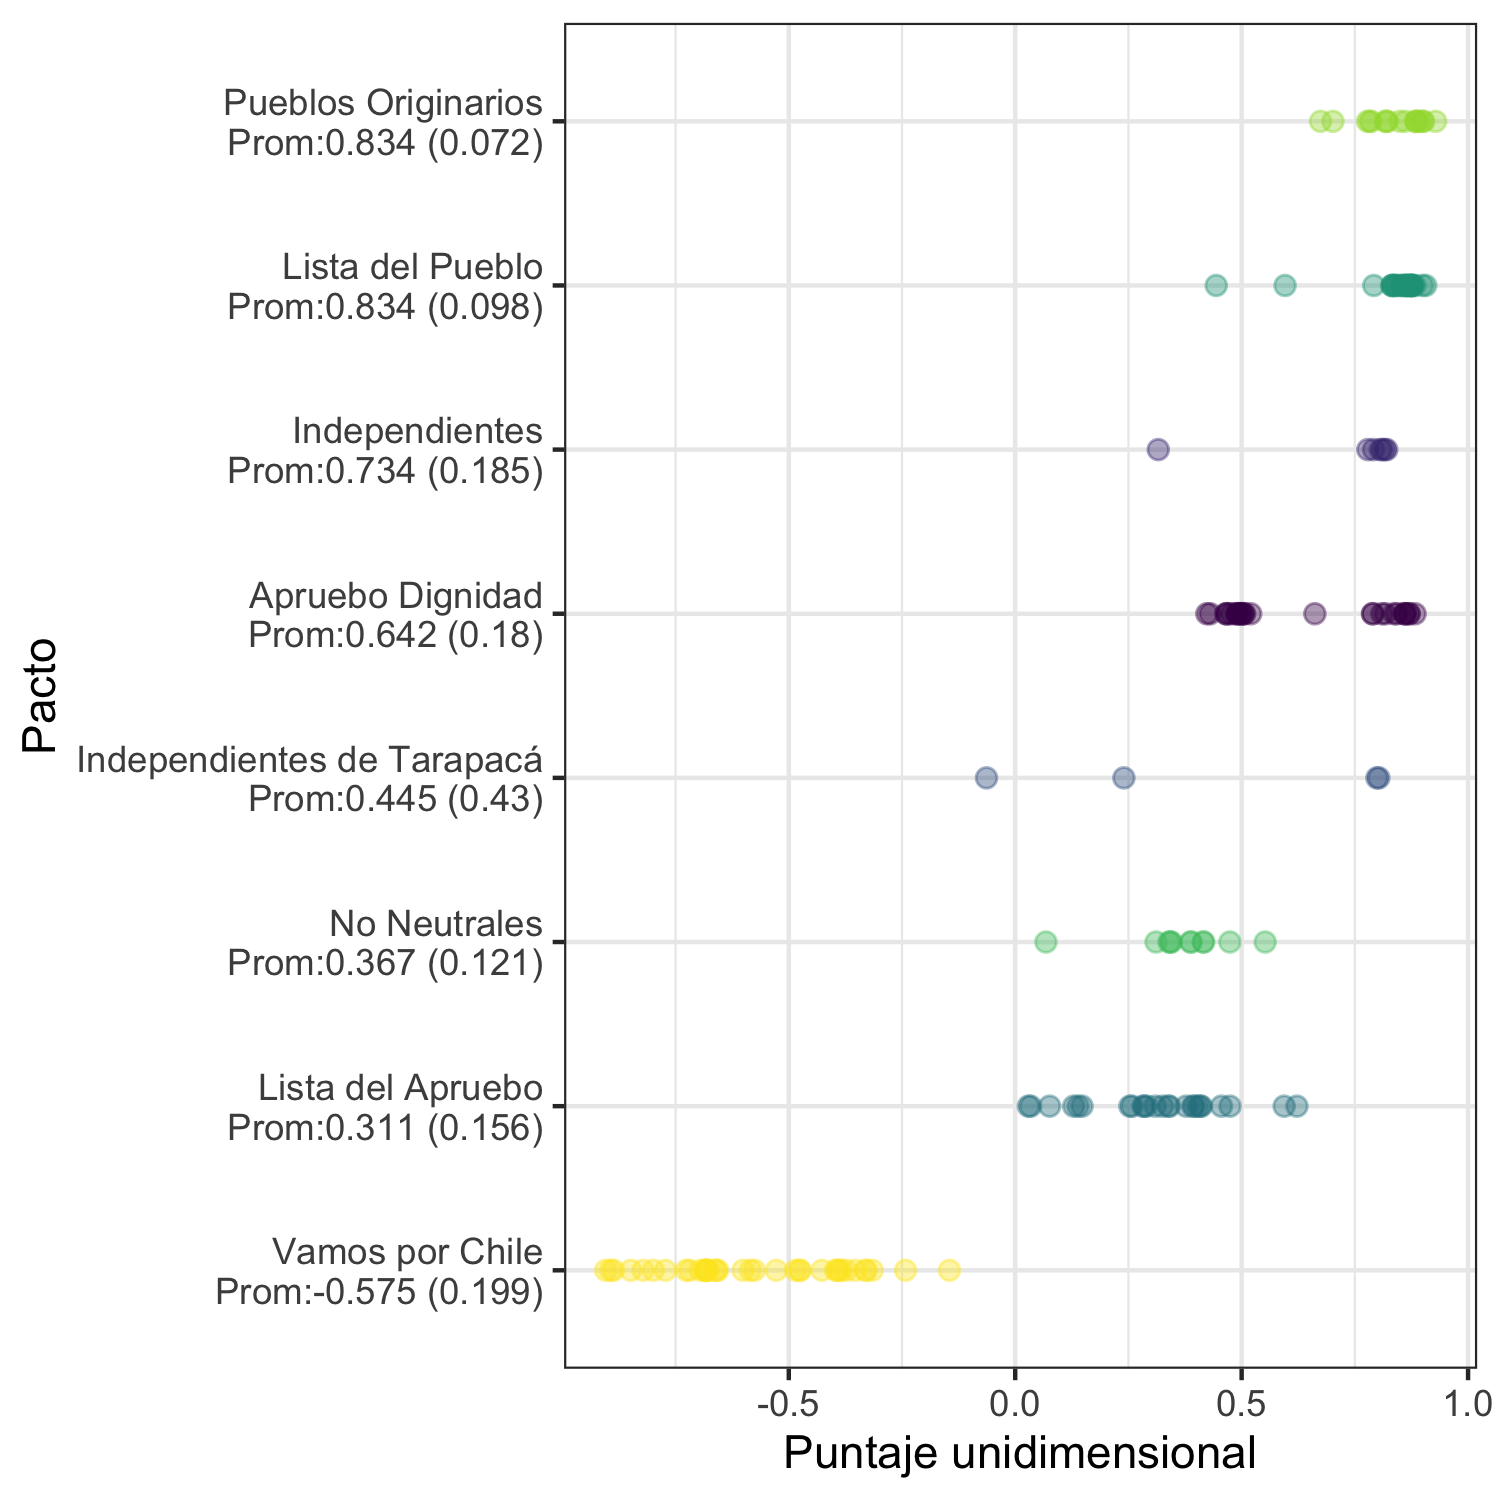 Pueblos Originarios
Prom:0.834 (0.072)
Lista del Pueblo
Prom:0.834 (0.098)
Independientes
Prom:0.734 (0.185)
Apruebo Dignidad
Prom:0.642 (0.18)
Independientes de Tarapacá
Prom:0.445 (0.43)
No Neutrales
Prom:0.367 (0.121)
Lista del Apruebo
Prom:0.311 (0.156)
Vamos por Chile
Prom:-0.575 (0.199)
Pacto
-0.5 0.0 0.5 1.0
Puntaje unidimensional